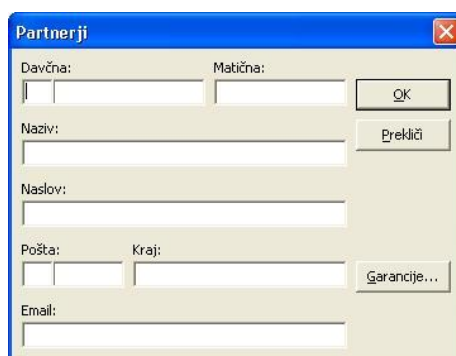 Partnerji
Davčna: Matična:
OK
Naziv:
Prekliči
Naslov:
Pošta: Kraj:
Garancije...
Email: